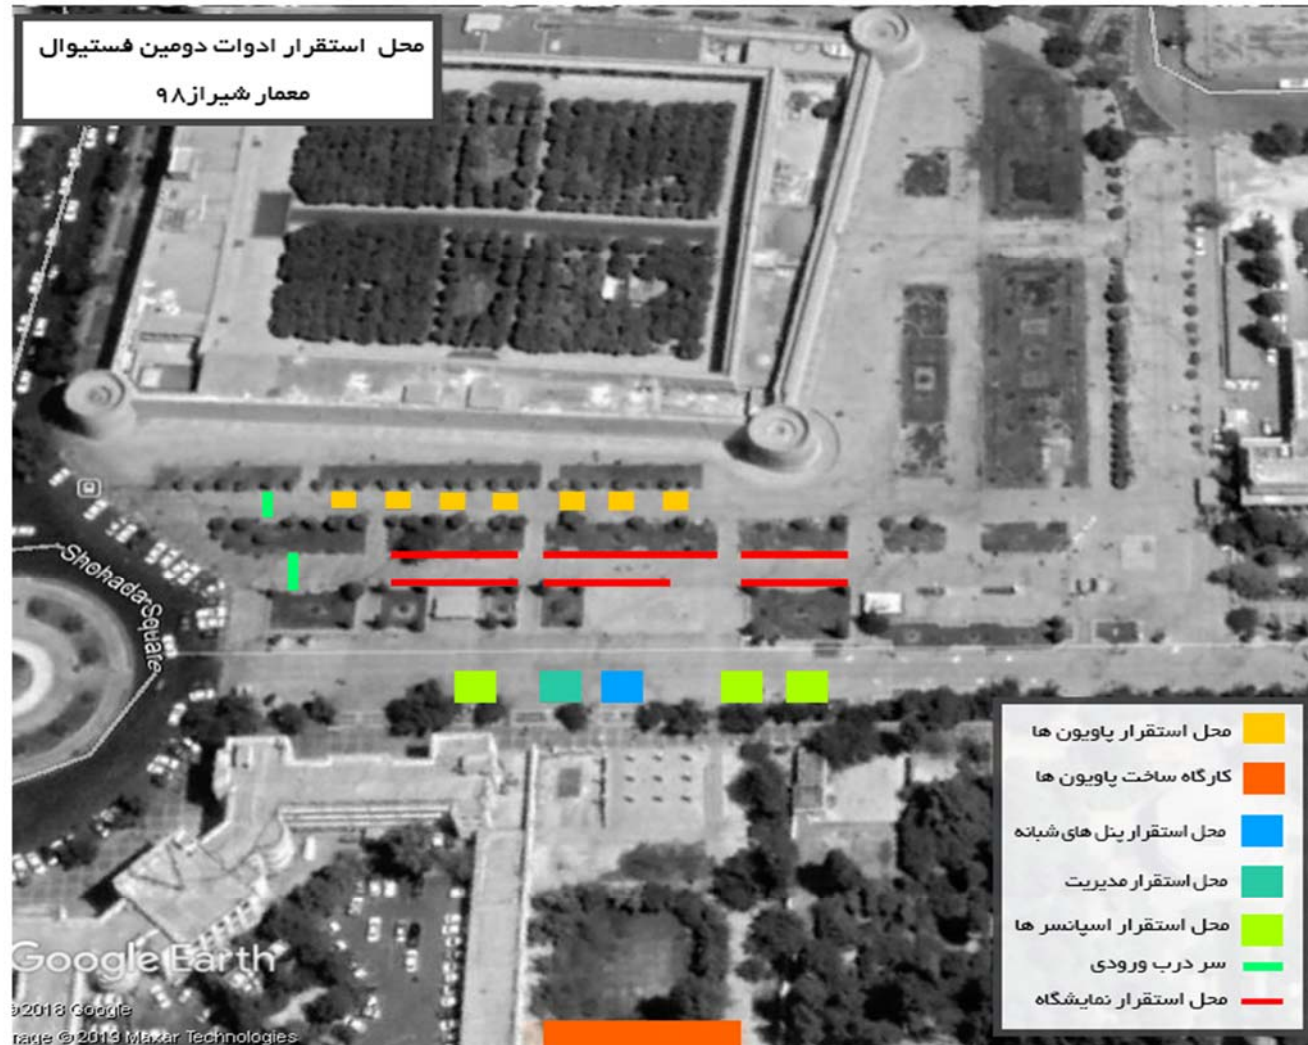 محل استقرار ادوات دومین فستیوال
معمار شیراز۹۸
Shohada Square
محل استقرار پاویون ها
کارگاه ساخت پاویون ها
محل استقرار پنل های شبانه
محل استقرار مدیریت
محل استقرار اسپانسر ها
سر درب ورودی
محل استقرار نمایشگاه
Google Earth
©2018 Google
mage © 2019 Maxar Technologies